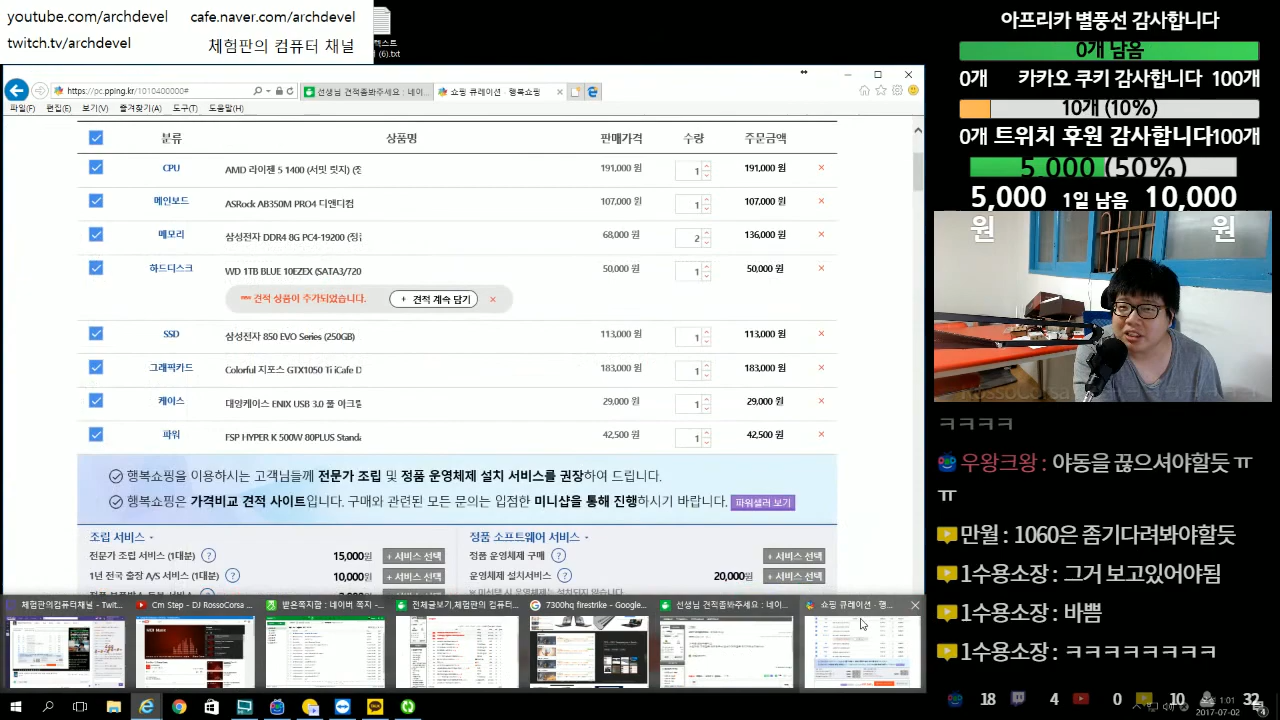 youtube.com/archdevel cafe.naver.com/archdevel
twitch.tv/archdevel 체험판의 컴퓨터 채널
(6).txt
https://pc.pping.kr/1010400000#
선생님 견적좀봐주세요 : 네이...
쇼핑 큐레이션 · 행복쇼핑
파일(F) 편집(E) 보기(V) 즐겨찾기(A) 도구(T) 도움말(H)
분류 상품명 판매가격 수량 주문금액
CPU AMD 라이젠 5 1400 (서밋 릿지) 191,000 원 1 191,000 원
메인보드 ASRock AB350M PRO4 디앤디컴 107,000 원 1 107,000 원
메모리 삼성전자 DDR4 8G PC4-19200 68,000 원 2 136,000 원
하드디스크 WD 1TB BLUE 10EZEX (SATA3/720 50,000 원 1 50,000 원
견적 상품이 추가되었습니다. + 견적 계속 담기
SSD 삼성전자 850 EVO Series (250GB) 113,000 원 1 113,000 원
그래픽카드 Colorful 지포스 GTX1050 Ti iCafe D 183,000 원 1 183,000 원
케이스 대양케이스 ENIX USB 3.0 풀 아크릴 29,000 원 1 29,000 원
파워 FSP HYPER K 500W 80PLUS Standa 42,500 원 1 42,500 원
행복쇼핑을 이용하시는 고객님들께 전문가 조립 및 정품 운영체제 설치 서비스를 권장하여 드립니다.
행복쇼핑은 가격비교 견적 사이트입니다. 구매와 관련된 모든 문의는 입점한 미니샵을 통해 진행하시기 바랍니다. 파워셀러 보기
조립 서비스 정품 소프트웨어 서비스
전문가 조립 서비스 (1대분) 15,000원 + 서비스 선택 정품 운영체제 구매 + 서비스 선택
1년 전국 출장 A/S 서비스 (1대분) 10,000원 + 서비스 선택 운영체제 설치서비스 20,000원 + 서비스 선택
체험판의컴퓨터채널 - Twit...
Cm Step - DJ RossoCorsa ...
받은쪽지함 : 네이버 쪽지 - ...
전체글보기,체험판의 컴퓨터...
7300hq firestrike - Google...
선생님 견적좀봐주세요 : 네이...
쇼핑 큐레이션 · 행...
아프리카 별풍선 감사합니다
0개 남음
0개 카카오 쿠키 감사합니다 100개
10개 (10%)
0개 트위치 후원 감사합니다100개
5,000 (50%)
5,000원 1일 남음 10,000원
ㅋㅋㅋㅋ
우왕크왕 : 야동을 끊으셔야할듯 ㅠㅠ
만월 : 1060은 좀기다려봐야할듯
1수용소장 : 그거 보고있어야됨
1수용소장 : 바쁨
1수용소장 : ㅋㅋㅋㅋㅋㅋㅋㅋ
18 4 0 10 32
1:01
2017-07-02